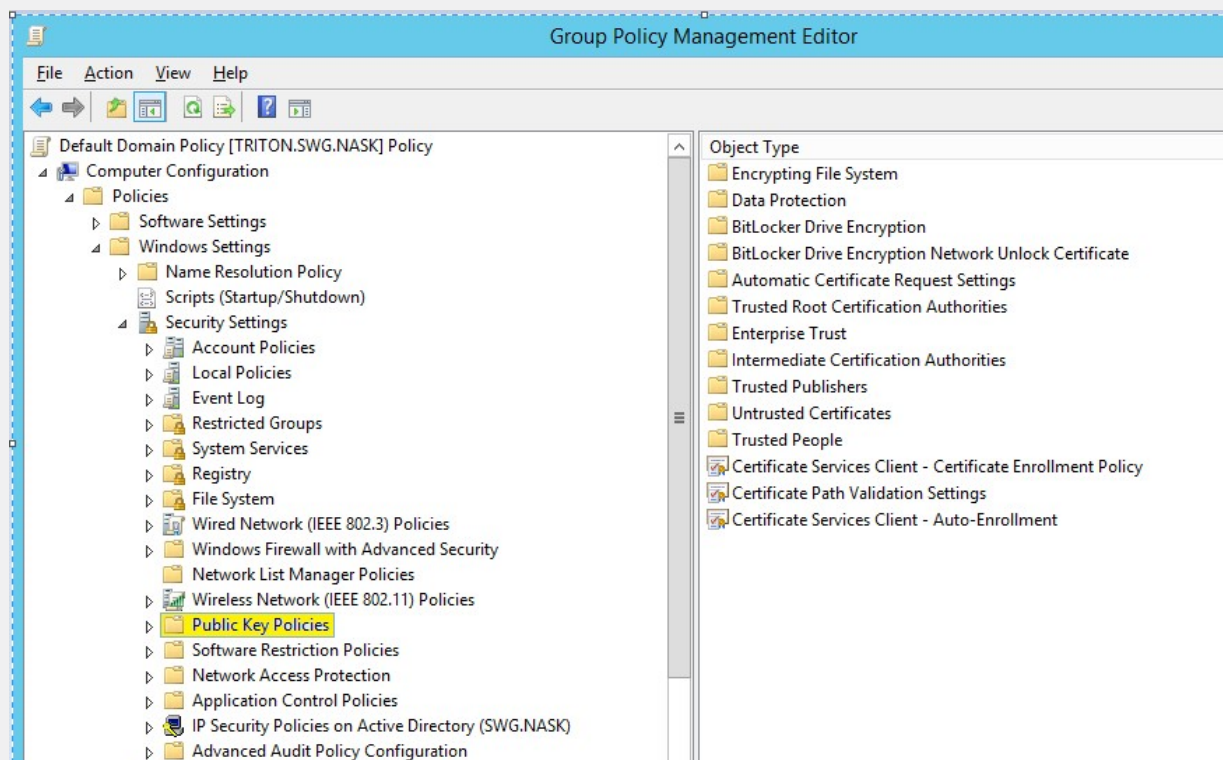 Group Policy Management Editor
File Action View Help
Default Domain Policy [TRITON.SWG.NASK] Policy
Computer Configuration
Policies
Software Settings
Windows Settings
Name Resolution Policy
Scripts (Startup/Shutdown)
Security Settings
Account Policies
Local Policies
Event Log
Restricted Groups
System Services
Registry
File System
Wired Network (IEEE 802.3) Policies
Windows Firewall with Advanced Security
Network List Manager Policies
Wireless Network (IEEE 802.11) Policies
Public Key Policies
Software Restriction Policies
Network Access Protection
Application Control Policies
IP Security Policies on Active Directory (SWG.NASK)
Advanced Audit Policy Configuration
Object Type
Encrypting File System
Data Protection
BitLocker Drive Encryption
BitLocker Drive Encryption Network Unlock Certificate
Automatic Certificate Request Settings
Trusted Root Certification Authorities
Enterprise Trust
Intermediate Certification Authorities
Trusted Publishers
Untrusted Certificates
Trusted People
Certificate Services Client - Certificate Enrollment Policy
Certificate Path Validation Settings
Certificate Services Client - Auto-Enrollment